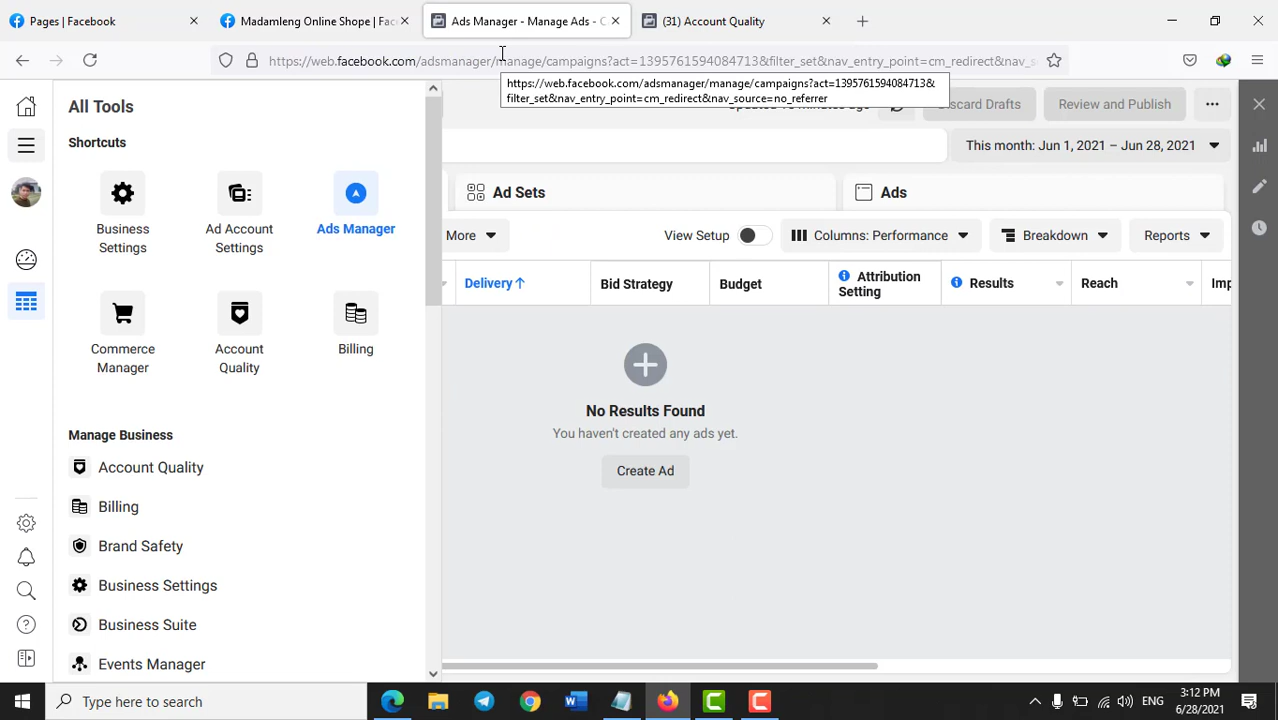 Pages | Facebook
Madamleng Online Shope | Fac
Ads Manager - Manage Ads - C
(31) Account Quality
https://web.facebook.com/adsmanager/manage/campaigns?act=1395761594084713&filter_set&nav_entry_point=cm_redirect&nav_s
https://web.facebook.com/adsmanager/manage/campaigns?act=1395761594084713&
filter_set&nav_entry_point=cm_redirect&nav_source=no_referrer
All Tools
Discard Drafts
Review and Publish
Shortcuts
This month: Jun 1, 2021 – Jun 28, 2021
Business
Settings
Ad Account
Settings
Ads Manager
Ad Sets
Ads
More
View Setup
Columns: Performance
Breakdown
Reports
Delivery↑
Bid Strategy
Budget
Attribution
Setting
Results
Reach
Imp
Commerce
Manager
Account
Quality
Billing
No Results Found
You haven't created any ads yet.
Create Ad
Manage Business
Account Quality
Billing
Brand Safety
Business Settings
Business Suite
Events Manager
Type here to search
ENG
3:12 PM
6/28/2021